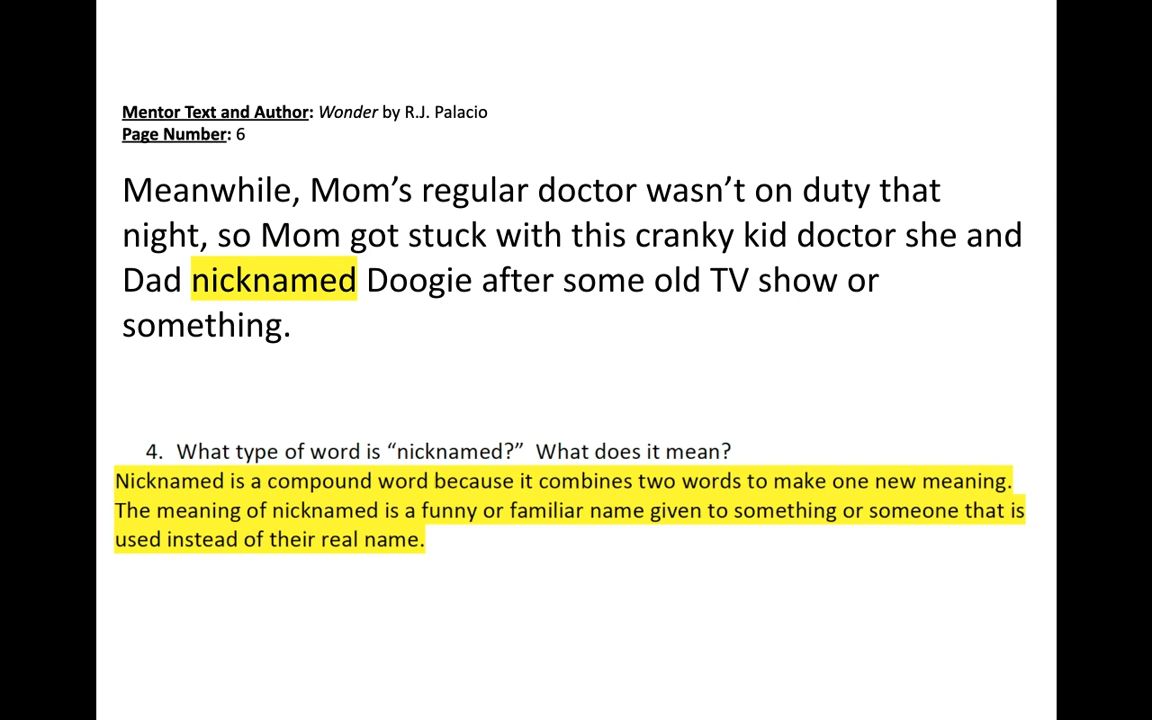 Mentor Text and Author: Wonder by R.J. Palacio
Page Number: 6
Meanwhile, Mom’s regular doctor wasn’t on duty that
night, so Mom got stuck with this cranky kid doctor she and
Dad nicknamed Doogie after some old TV show or
something.
4. What type of word is “nicknamed?” What does it mean?
Nicknamed is a compound word because it combines two words to make one new meaning.
The meaning of nicknamed is a funny or familiar name given to something or someone that is
used instead of their real name.